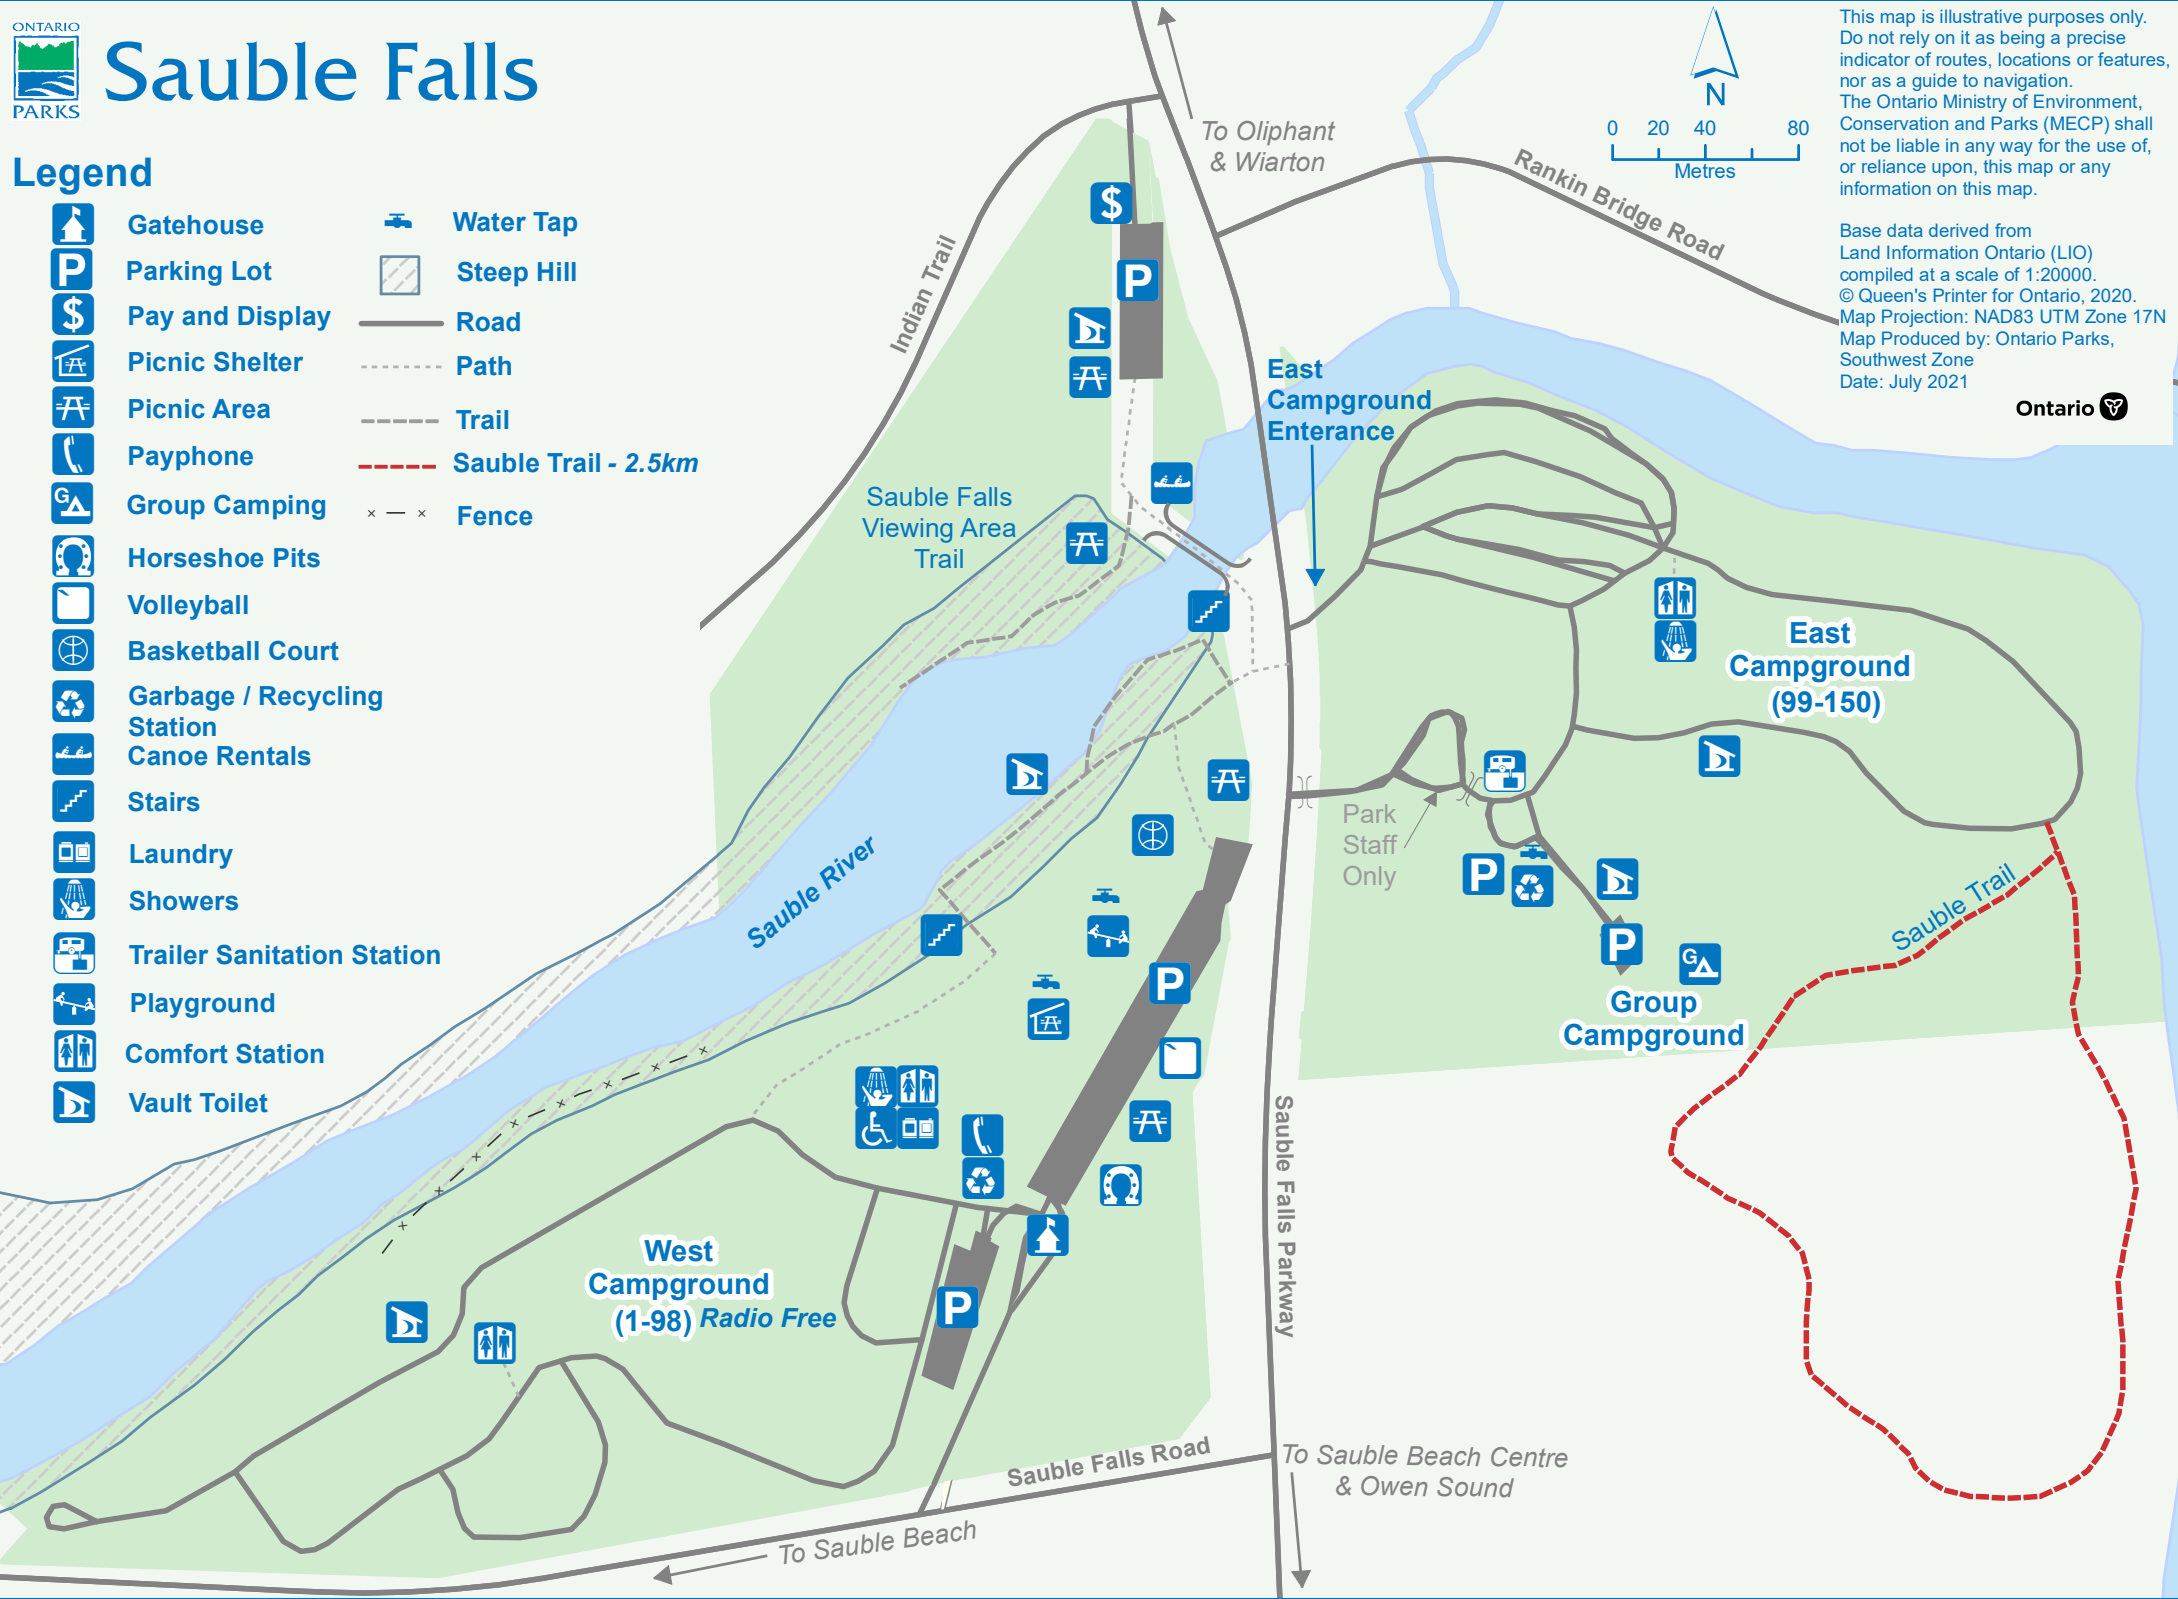 ONTARIO
PARKS
Sauble Falls
Legend
Gatehouse
Parking Lot
Pay and Display
Picnic Shelter
Picnic Area
Payphone
Group Camping
Horseshoe Pits
Volleyball
Basketball Court
Garbage / Recycling
Station
Canoe Rentals
Stairs
Laundry
Showers
Trailer Sanitation Station
Playground
Comfort Station
Vault Toilet
Water Tap
Steep Hill
Road
Path
Trail
Sauble Trail - 2.5km
Fence
To Oliphant
& Wiarton
N
0 20 40 80
Metres
This map is illustrative purposes only.
Do not rely on it as being a precise
indicator of routes, locations or features,
nor as a guide to navigation.
The Ontario Ministry of Environment,
Conservation and Parks (MECP) shall
not be liable in any way for the use of,
or reliance upon, this map or any
information on this map.
Base data derived from
Land Information Ontario (LIO)
compiled at a scale of 1:20000.
© Queen's Printer for Ontario, 2020.
Map Projection: NAD83 UTM Zone 17N
Map Produced by: Ontario Parks,
Southwest Zone
Date: July 2021
Ontario
Rankin Bridge Road
Indian Trail
$
P
East
Campground
Enterance
Sauble Falls
Viewing Area
Trail
East
Campground
(99-150)
Park
Staff
Only
P
P
G
Sauble Trail
Group
Campground
Sauble River
P
West
Campground
(1-98) Radio Free
P
Sauble Falls Parkway
Sauble Falls Road
To Sauble Beach Centre
& Owen Sound
To Sauble Beach